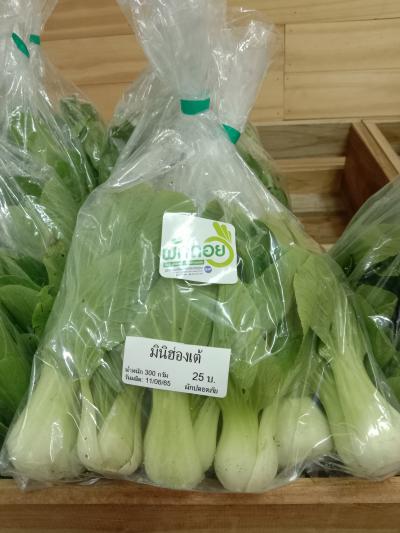 ผักดอย
มินิฮ่องเต้
น้ำหนัก 300 กรัม
25 บ.
วันผลิต: 11/06/65
ผักปลอดภัย